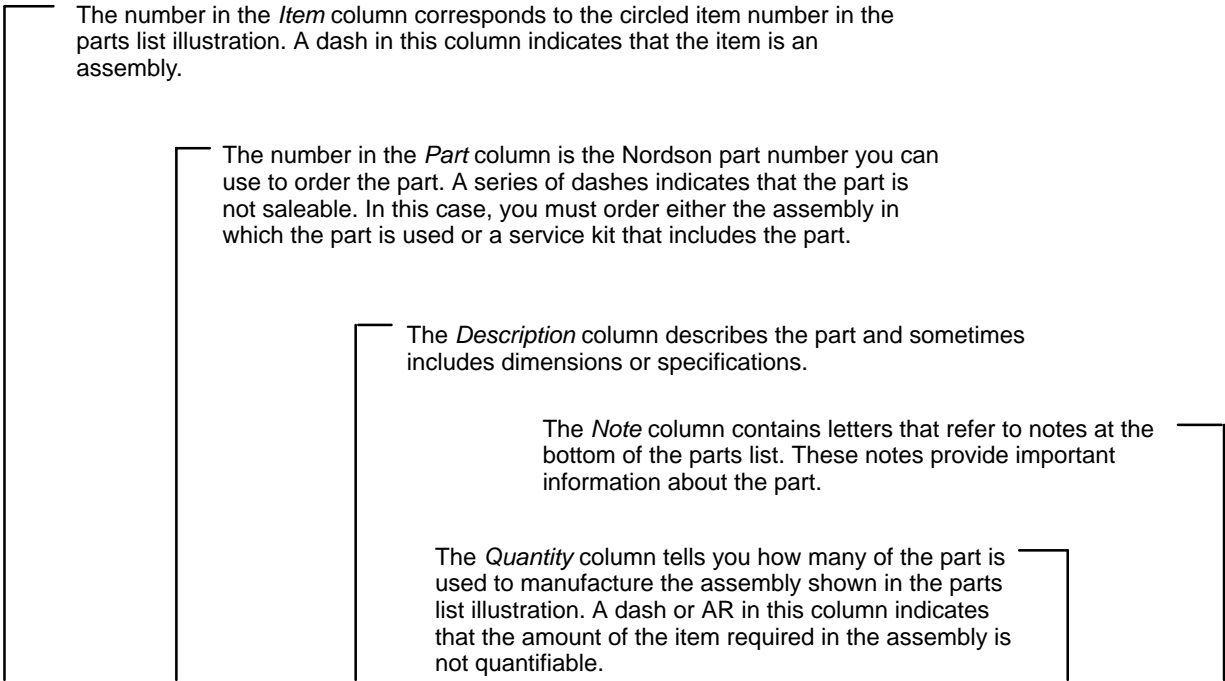 The number in the Item column corresponds to the circled item number in the
parts list illustration. A dash in this column indicates that the item is an
assembly.
The number in the Part column is the Nordson part number you can
use to order the part. A series of dashes indicates that the part is
not saleable. In this case, you must order either the assembly in
which the part is used or a service kit that includes the part.
The Description column describes the part and sometimes
includes dimensions or specifications.
The Note column contains letters that refer to notes at the
bottom of the parts list. These notes provide important
information about the part.
The Quantity column tells you how many of the part is
used to manufacture the assembly shown in the parts
list illustration. A dash or AR in this column indicates
that the amount of the item required in the assembly is
not quantifiable.